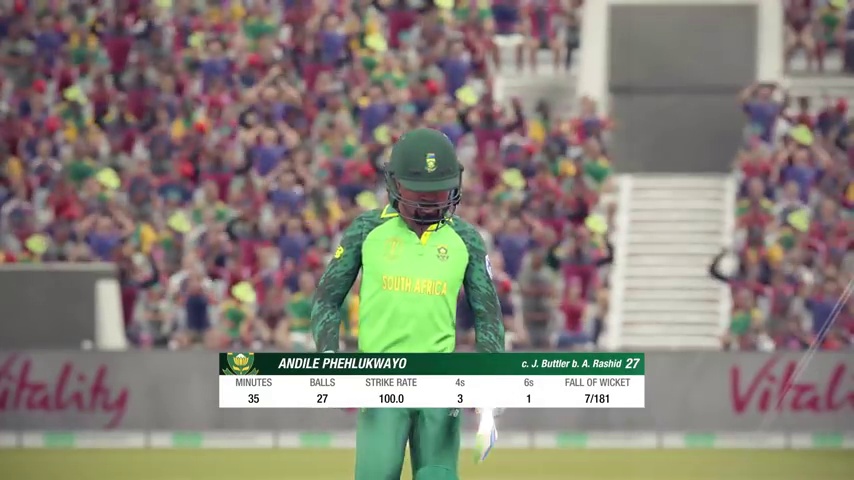 SOUTH AFRICA
Vitality
Vitality
ANDILE PHEHLUKWAYO c. J. Buttler b. A. Rashid 27
MINUTES BALLS STRIKE RATE 4s 6s FALL OF WICKET
35 27 100.0 3 1 7/181